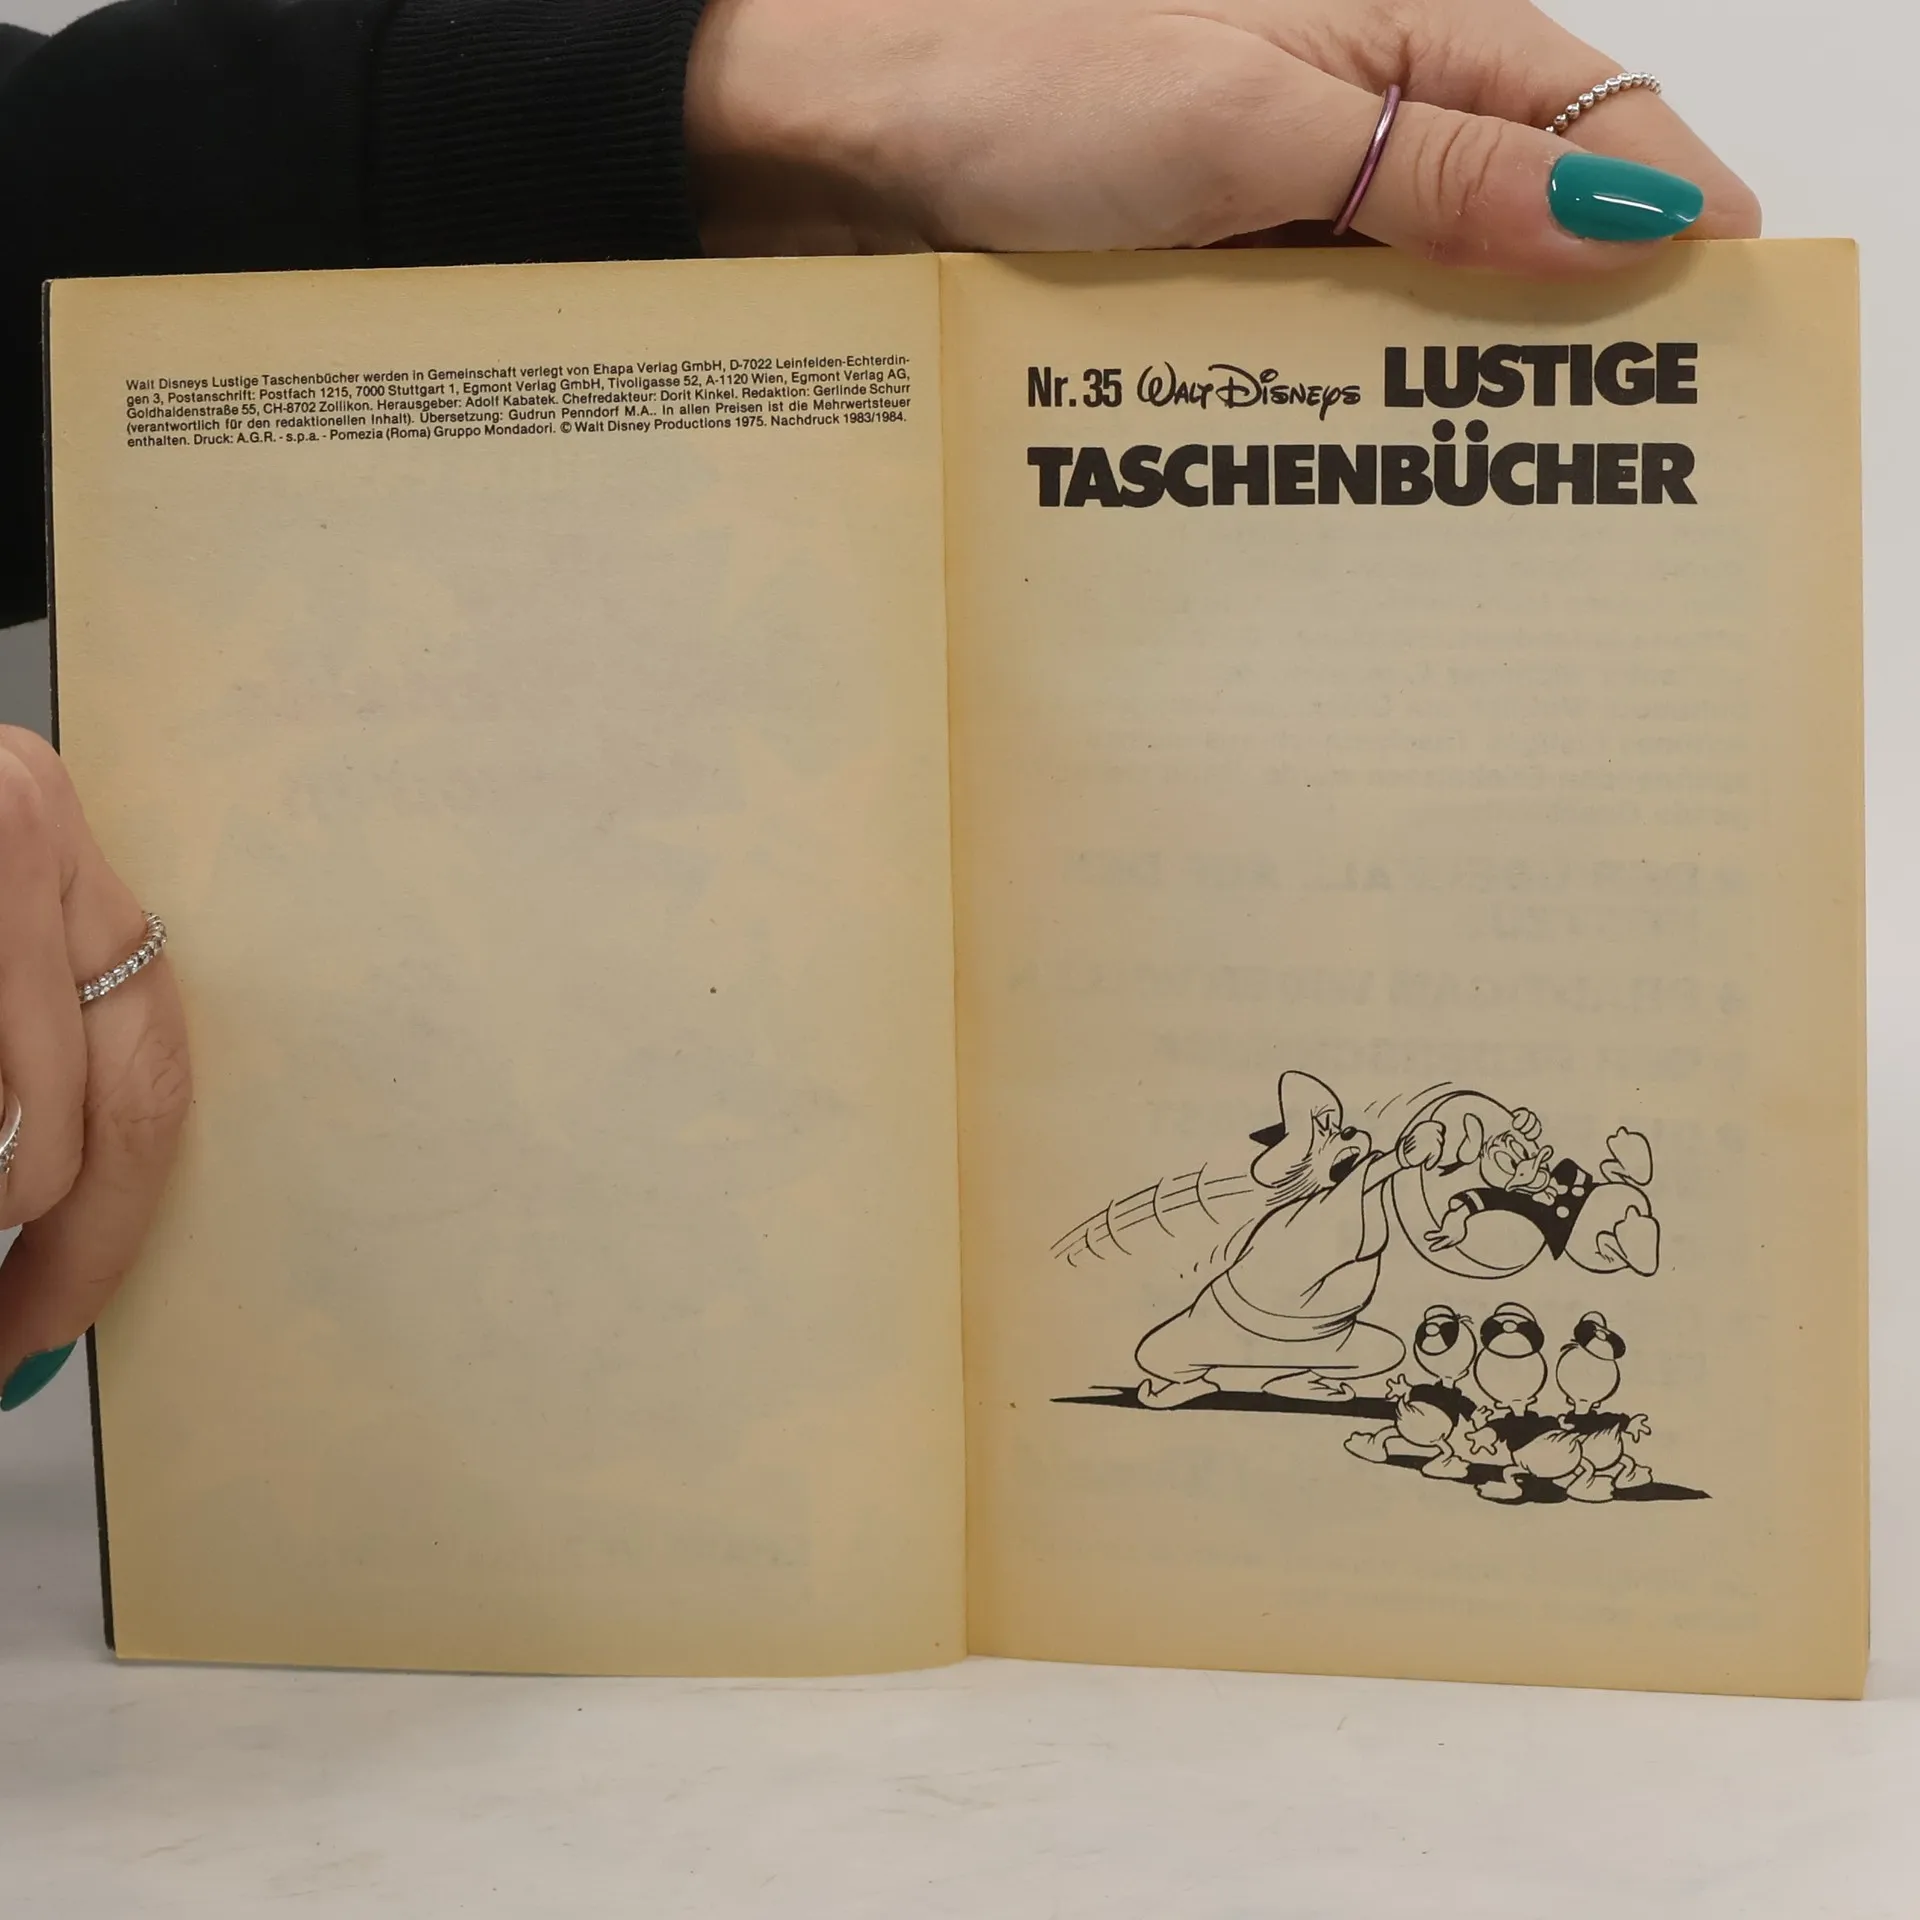 Walt Disneys Lustige Taschenbücher werden in Gemeinschaft verlegt von Ehapa Verlag GmbH, D-7022 Leinfelden-Echterdin-
gen 3, Postanschrift: Postfach 1215, 7000 Stuttgart 1, Egmont Verlag GmbH, Tivoligasse 52, A-1120 Wien, Egmont Verlag AG,
Goldhaldenstraße 55, CH-8702 Zollikon. Herausgeber: Adolf Kabatek. Chefredakteur: Dorit Kinkel. Redaktion: Gerlinde Schurr
(verantwortlich für den redaktionellen Inhalt). Übersetzung: Gudrun Penndorf M.A.. In allen Preisen ist die Mehrwertsteuer
enthalten. Druck: A.G.R. - s.p.a. - Pomezia (Roma) Gruppo Mondadori. © Walt Disney Productions 1975. Nachdruck 1983/1984.
Nr. 35 Walt Disneys LUSTIGE
TASCHENBÜCHER